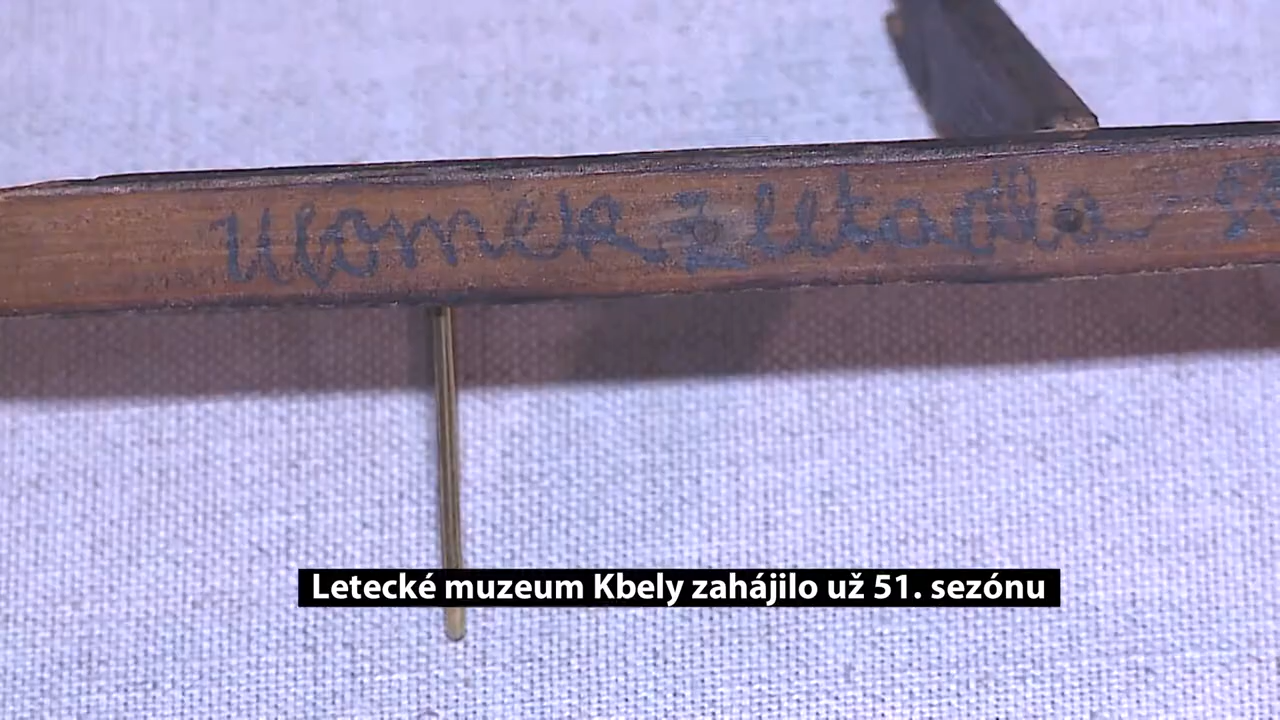 Ulomek z letadla
Letecké muzeum Kbely zahájilo už 51. sezónu